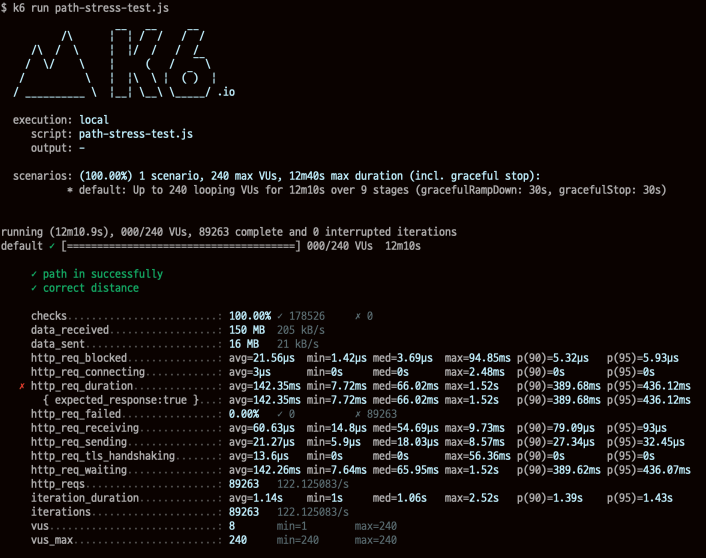 $ k6 run path-stress-test.js
K6 .io
execution: local
script: path-stress-test.js
output: -
scenarios: (100.00%) 1 scenario, 240 max VUs, 12m40s max duration (incl. graceful stop):
* default: Up to 240 looping VUs for 12m10s over 9 stages (gracefulRampDown: 30s, gracefulStop: 30s)
running (12m10.9s), 000/240 VUs, 89263 complete and 0 interrupted iterations
default ✓ [======================================] 000/240 VUs  12m10s
✓ path in successfully
✓ correct distance
checks.........................: 100.00% ✓ 178526     ✗ 0
data_received..................: 150 MB  205 kB/s
data_sent......................: 16 MB   21 kB/s
http_req_blocked...............: avg=21.56µs  min=1.42µs med=3.69µs  max=94.85ms p(90)=5.32µs   p(95)=5.93µs
http_req_connecting............: avg=3µs      min=0s     med=0s      max=2.48ms  p(90)=0s       p(95)=0s
✗ http_req_duration..............: avg=142.35ms min=7.72ms med=66.02ms max=1.52s   p(90)=389.68ms p(95)=436.12ms
{ expected_response:true }...: avg=142.35ms min=7.72ms med=66.02ms max=1.52s   p(90)=389.68ms p(95)=436.12ms
http_req_failed................: 0.00%   ✓ 0          ✗ 89263
http_req_receiving.............: avg=60.63µs  min=14.8µs med=54.69µs max=9.73ms  p(90)=79.09µs  p(95)=93µs
http_req_sending...............: avg=21.27µs  min=5.9µs  med=18.03µs max=8.57ms  p(90)=27.34µs  p(95)=32.45µs
http_req_tls_handshaking.......: avg=13.6µs   min=0s     med=0s      max=56.36ms p(90)=0s       p(95)=0s
http_req_waiting...............: avg=142.26ms min=7.64ms med=65.95ms max=1.52s   p(90)=389.62ms p(95)=436.07ms
http_reqs......................: 89263   122.125083/s
iteration_duration.............: avg=1.14s    min=1s     med=1.06s   max=2.52s   p(90)=1.39s    p(95)=1.43s
iterations.....................: 89263   122.125083/s
vus............................: 8       min=1        max=240
vus_max........................: 240     min=240      max=240